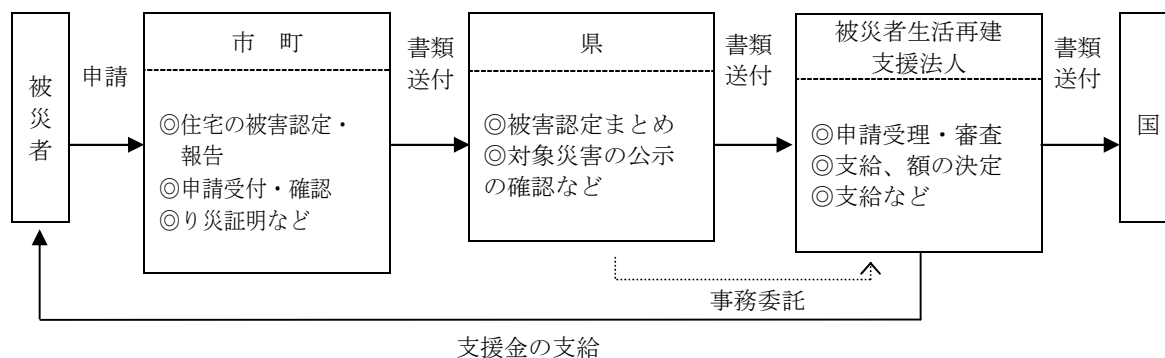 被災者
申請
市　町
◎住宅の被害認定・
報告
◎申請受付・確認
◎り災証明など
書類
送付
県
◎被害認定まとめ
◎対象災害の公示
の確認など
書類
送付
被災者生活再建
支援法人
◎申請受理・審査
◎支給、額の決定
◎支給など
書類
送付
国
事務委託
支援金の支給